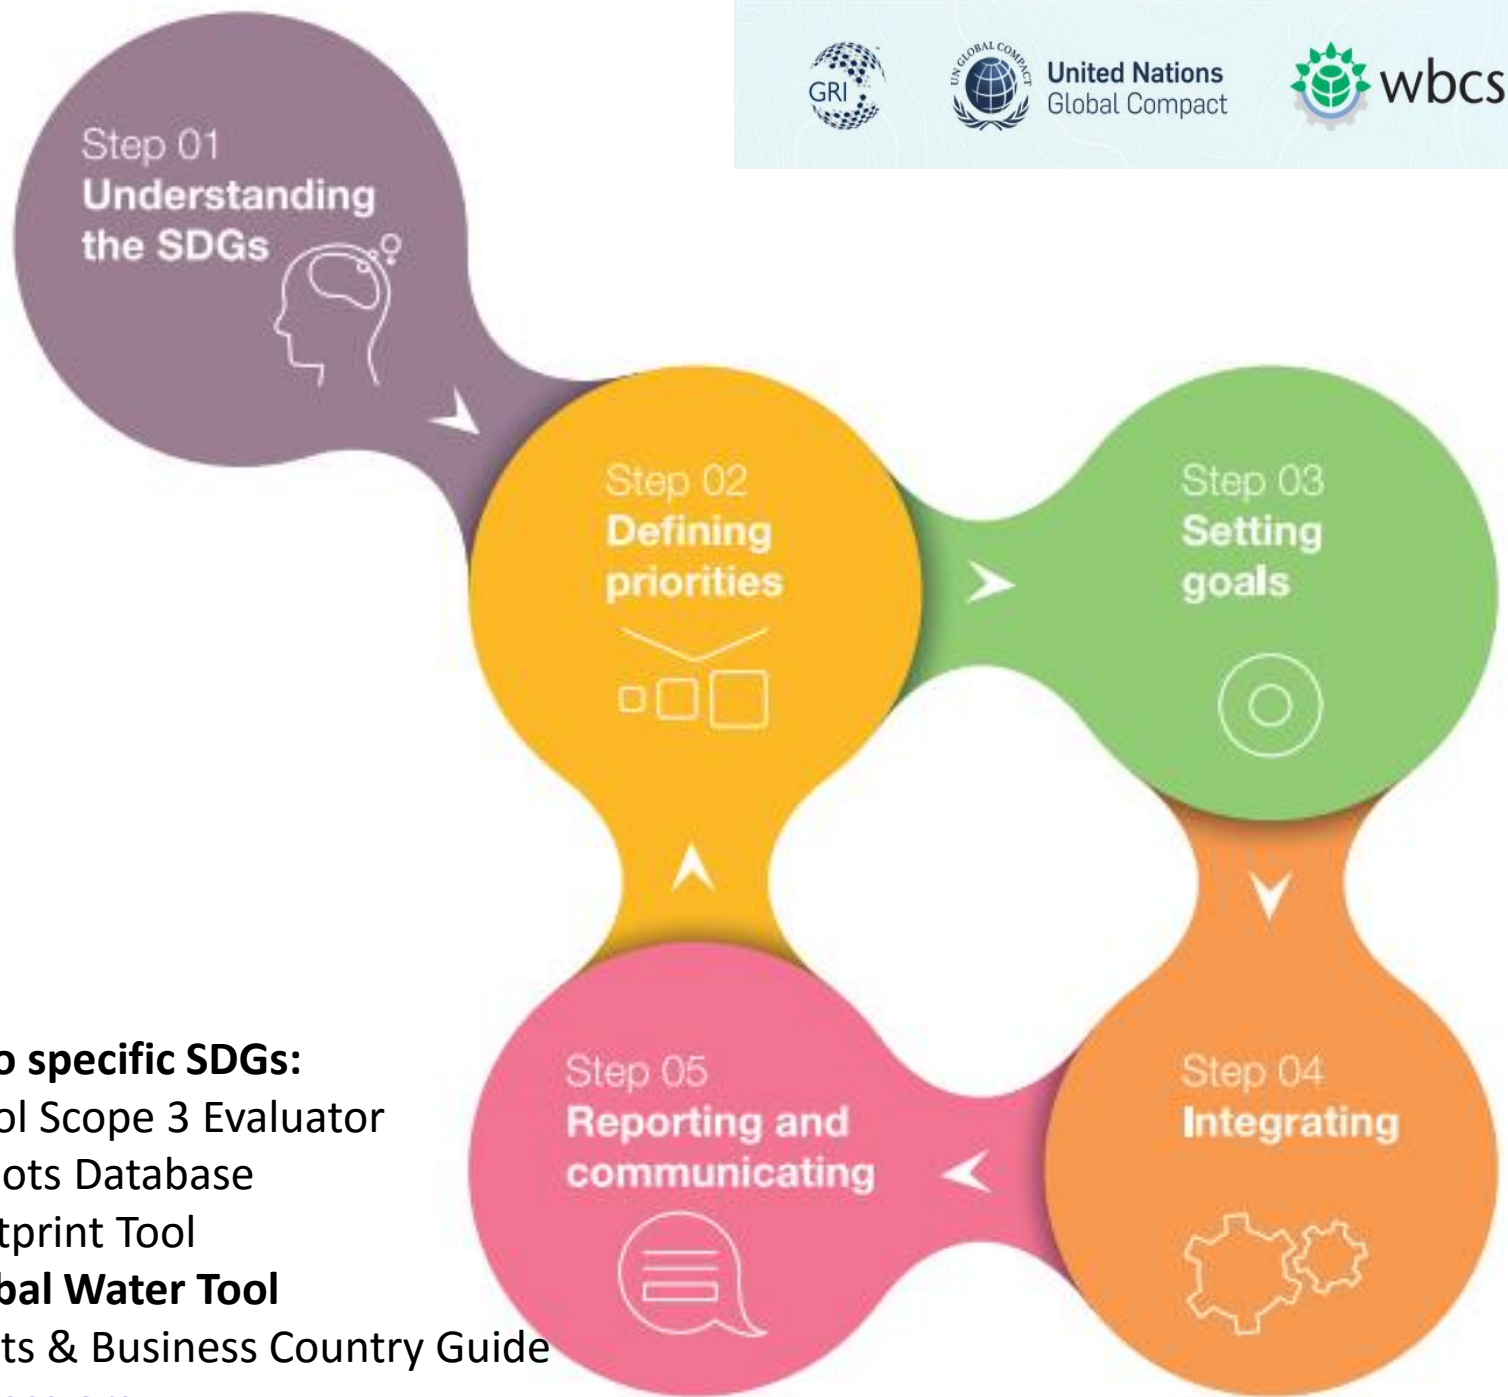 GRI
UN GLOBAL COMPACT
United Nations
Global Compact
wbcs
Step 01
Understanding
the SDGs
Step 02
Defining
priorities
Step 03
Setting
goals
Step 04
Integrating
Step 05
Reporting and
communicating
o specific SDGs:
ol Scope 3 Evaluator
ots Database
tprint Tool
bal Water Tool
ts & Business Country Guide